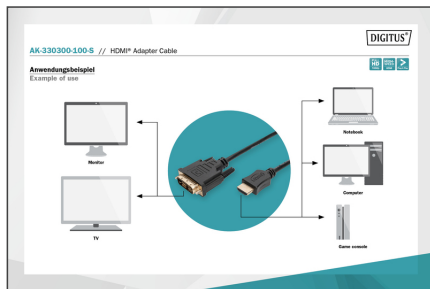 DIGITUS®
AK-330300-100-S // HDMI® Adapter Cable
Anwendungsbeispiel
Example of use
Monitor
TV
Notebook
Computer
Game console